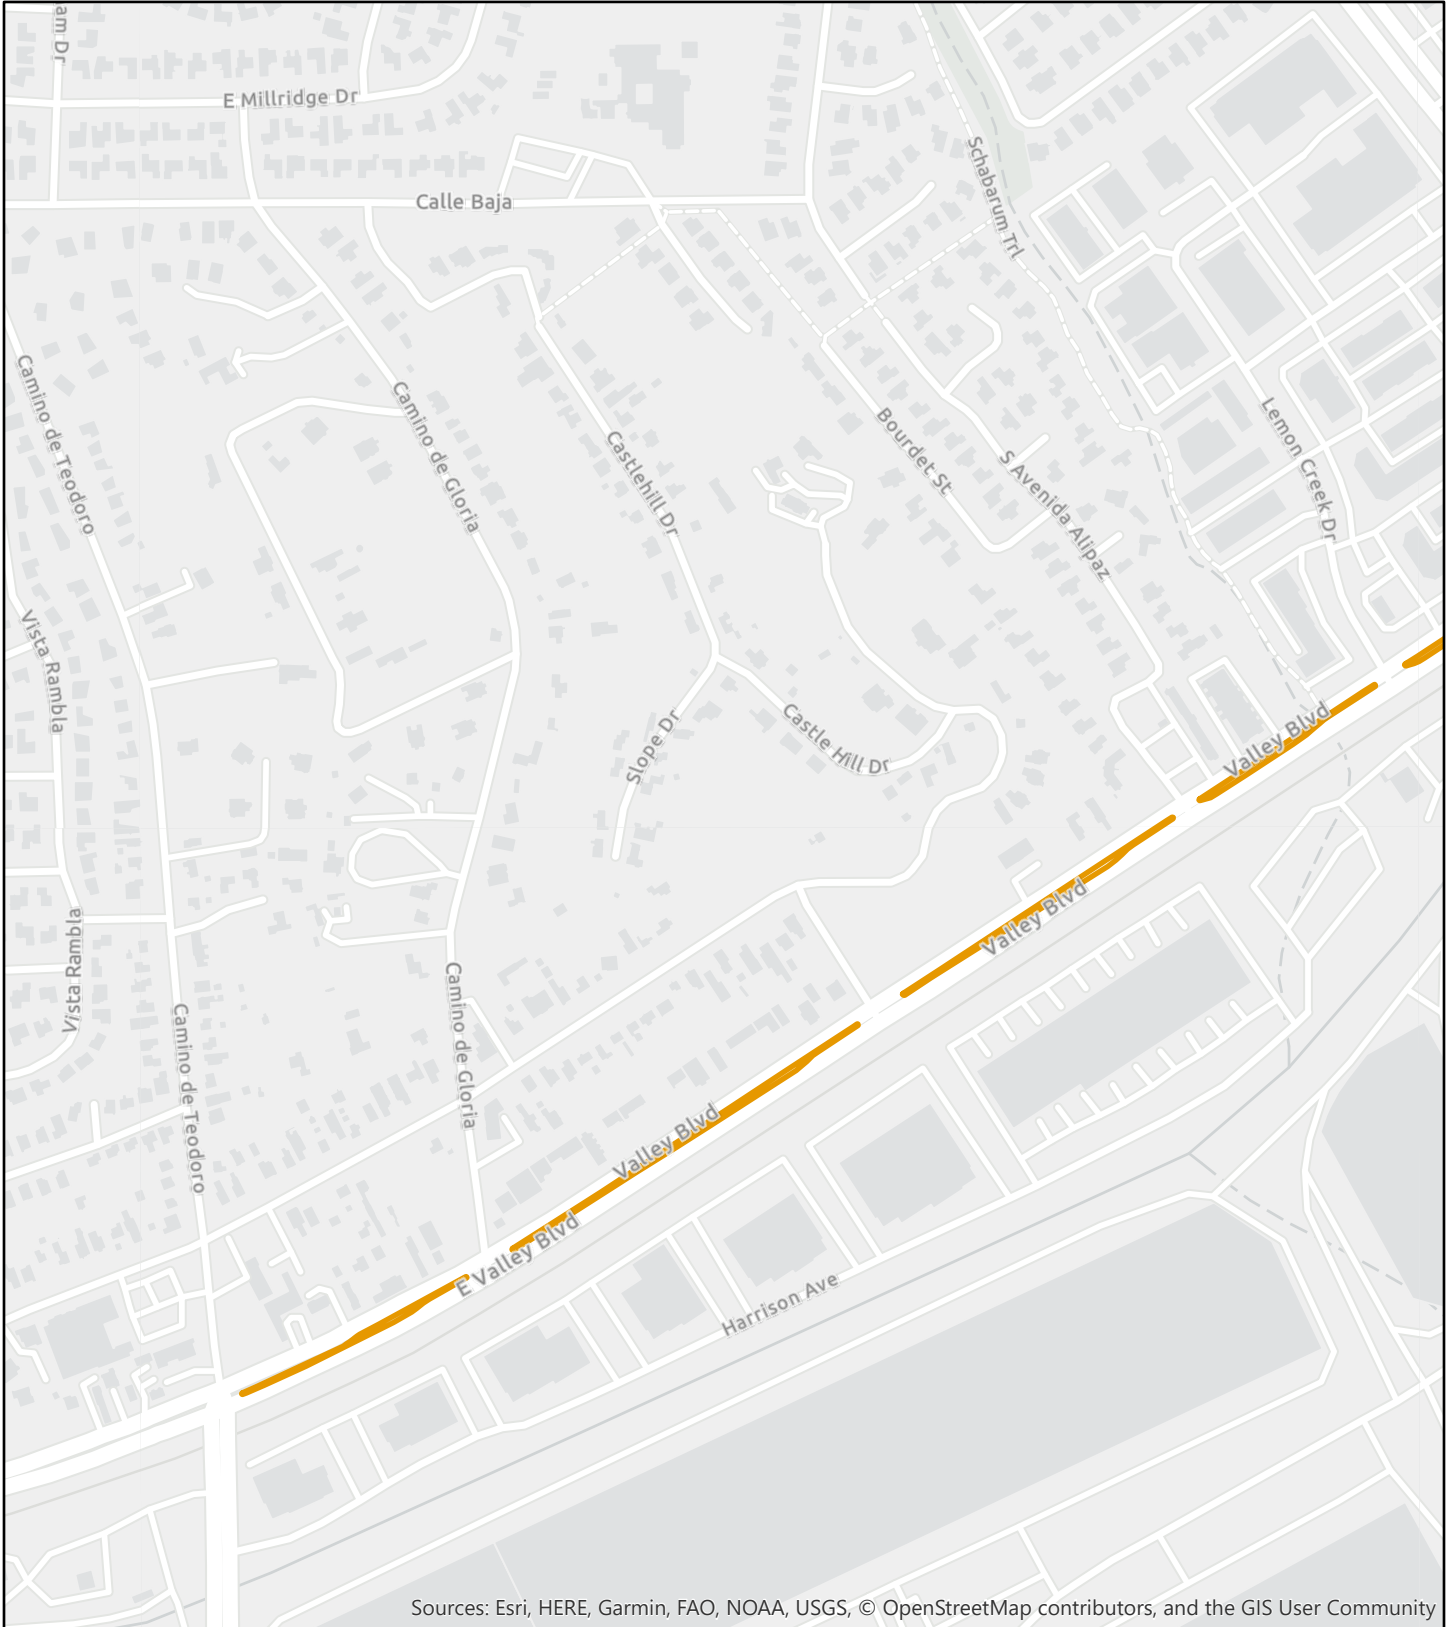 am Dr
E Millridge Dr
Calle Baja
Schabarum Trl
Camino de Teodoro
Camino de Gloria
Castlehill Dr
Bourdet St
S Avenida Alipaz
Lemon Creek Dr
Vista Rambla
Slope Dr
Castle Hill Dr
Valley Blvd
Valley Blvd
Vista Rambla
Camino de Gloria
Camino de Teodoro
Valley Blvd
E Valley Blvd
Harrison Ave
Sources: Esri, HERE, Garmin, FAO, NOAA, USGS, © OpenStreetMap contributors, and the GIS User Community